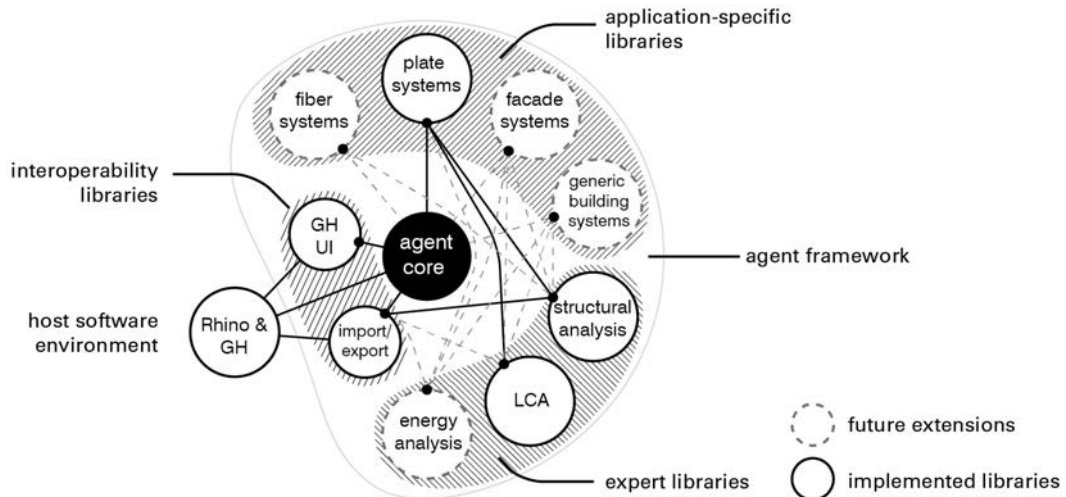 application-specific
libraries
plate
systems
fiber
systems
facade
systems
interoperability
libraries
generic
building
systems
GH
UI
agent
core
agent framework
host software
environment
Rhino &
GH
import/
export
structural
analysis
LCA
energy
analysis
future extensions
expert libraries
implemented libraries